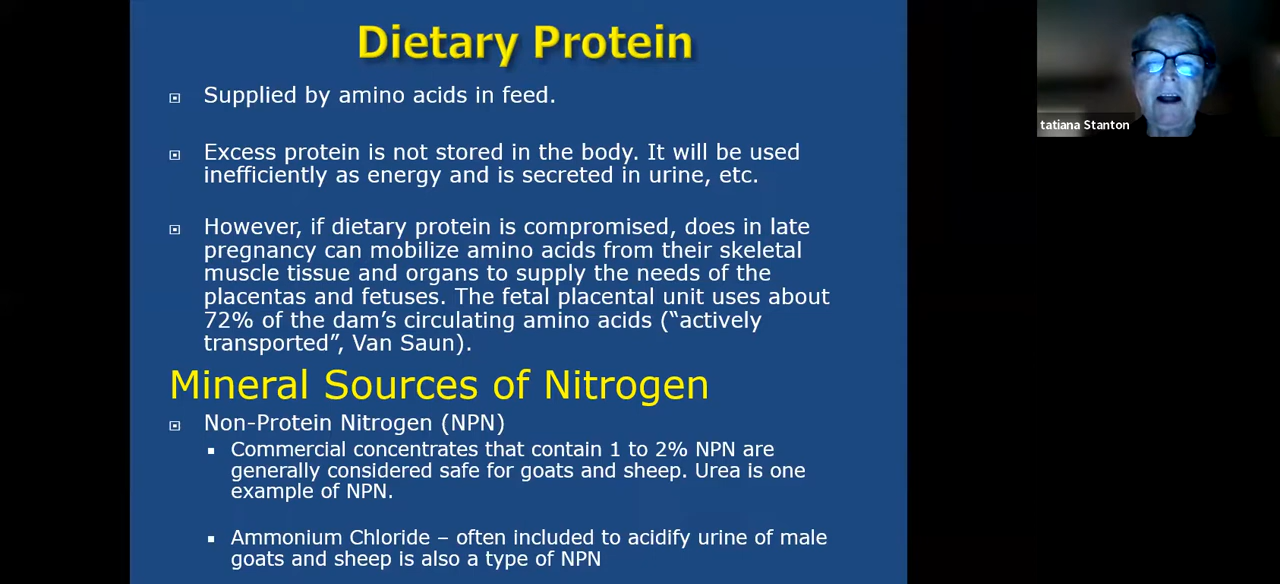 Dietary Protein
Supplied by amino acids in feed.
Excess protein is not stored in the body. It will be used
inefficiently as energy and is secreted in urine, etc.
However, if dietary protein is compromised, does in late
pregnancy can mobilize amino acids from their skeletal
muscle tissue and organs to supply the needs of the
placentas and fetuses. The fetal placental unit uses about
72% of the dam’s circulating amino acids (“actively
transported”, Van Saun).
Mineral Sources of Nitrogen
Non-Protein Nitrogen (NPN)
Commercial concentrates that contain 1 to 2% NPN are
generally considered safe for goats and sheep. Urea is one
example of NPN.
Ammonium Chloride – often included to acidify urine of male
goats and sheep is also a type of NPN
tatiana Stanton